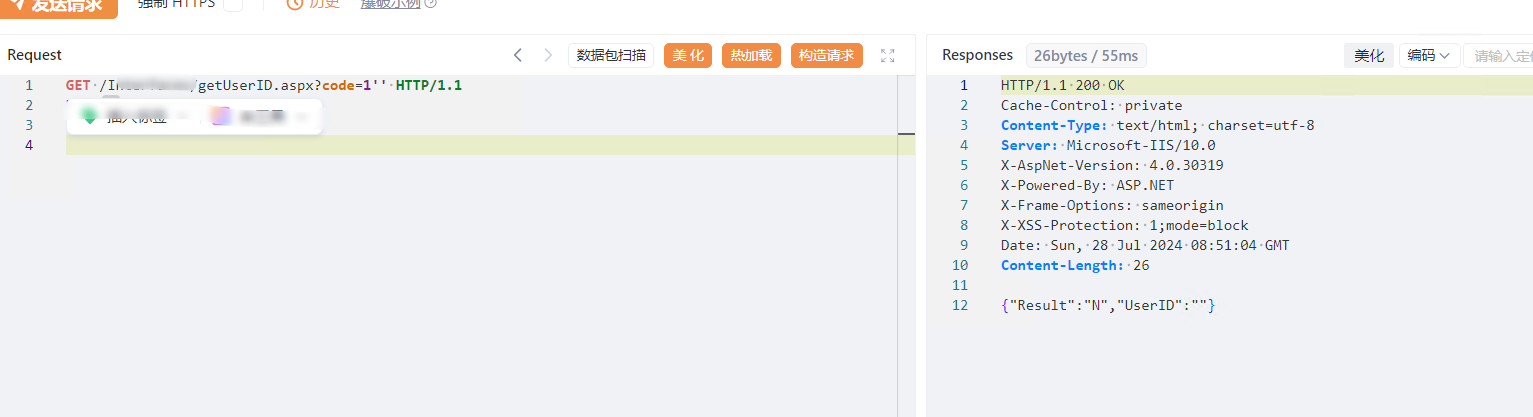 发送请求 强制 HTTPS 历史 爆破示例
Request 数据包扫描 美化 热加载 构造请求
1 GET /I /getUserID.aspx?code=1'' HTTP/1.1
2
3 插入标签
4
Responses 26bytes / 55ms 美化 编码 请输入定
1 HTTP/1.1 200 OK
2 Cache-Control: private
3 Content-Type: text/html; charset=utf-8
4 Server: Microsoft-IIS/10.0
5 X-AspNet-Version: 4.0.30319
6 X-Powered-By: ASP.NET
7 X-Frame-Options: sameorigin
8 X-XSS-Protection: 1;mode=block
9 Date: Sun, 28 Jul 2024 08:51:04 GMT
10 Content-Length: 26
11
12 {"Result":"N","UserID":""}